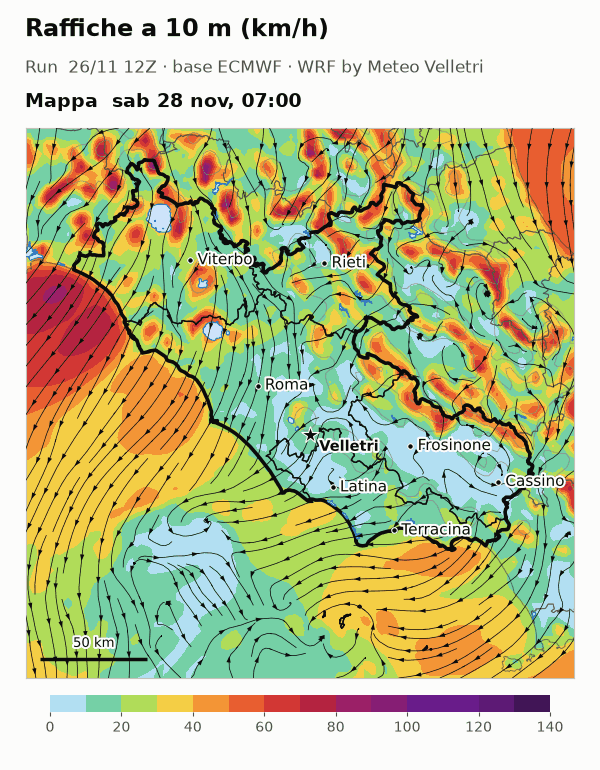 Raffiche a 10 m (km/h)
Run  26/11 12Z · base ECMWF · WRF by Meteo Velletri
Mappa  sab 28 nov, 07:00
Viterbo
Rieti
Roma
Velletri
Frosinone
Cassino
Latina
Terracina
50 km
0 20 40 60 80 100 120 140